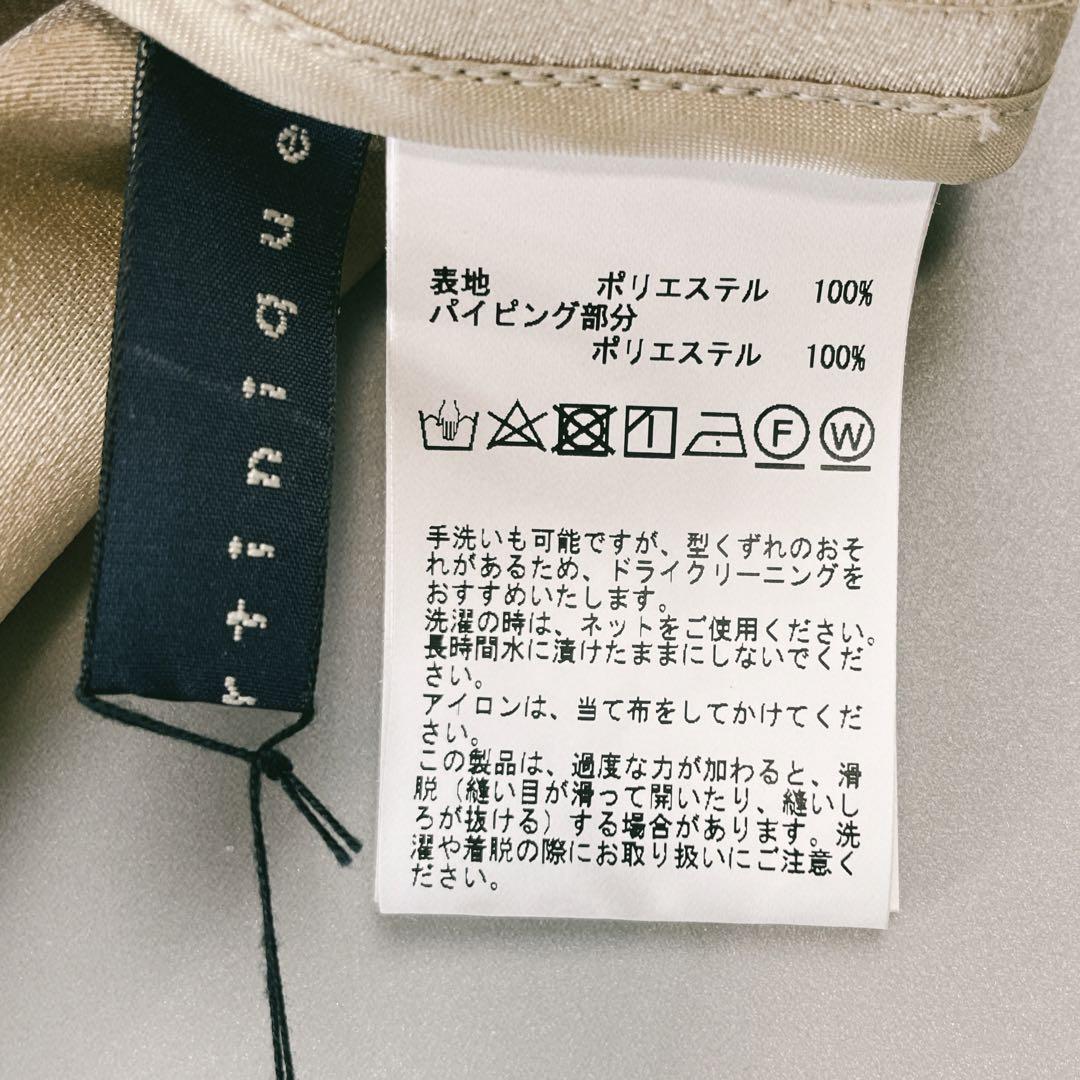 表地 ポリエステル 100%
パイピング部分
ポリエステル 100%
F W
手洗いも可能ですが、型くずれのおそ
れがあるため、ドライクリーニングを
おすすめいたします。
洗濯の時は、ネットをご使用ください。
長時間水に漬けたままにしないでくだ
さい。
アイロンは、当て布をしてかけてくだ
さい。
この製品は、過度な力が加わると、滑
脱（縫い目が滑って開いたり、縫いし
ろが抜ける）する場合があります。洗
濯や着脱の際にお取り扱いにご注意く
ださい。